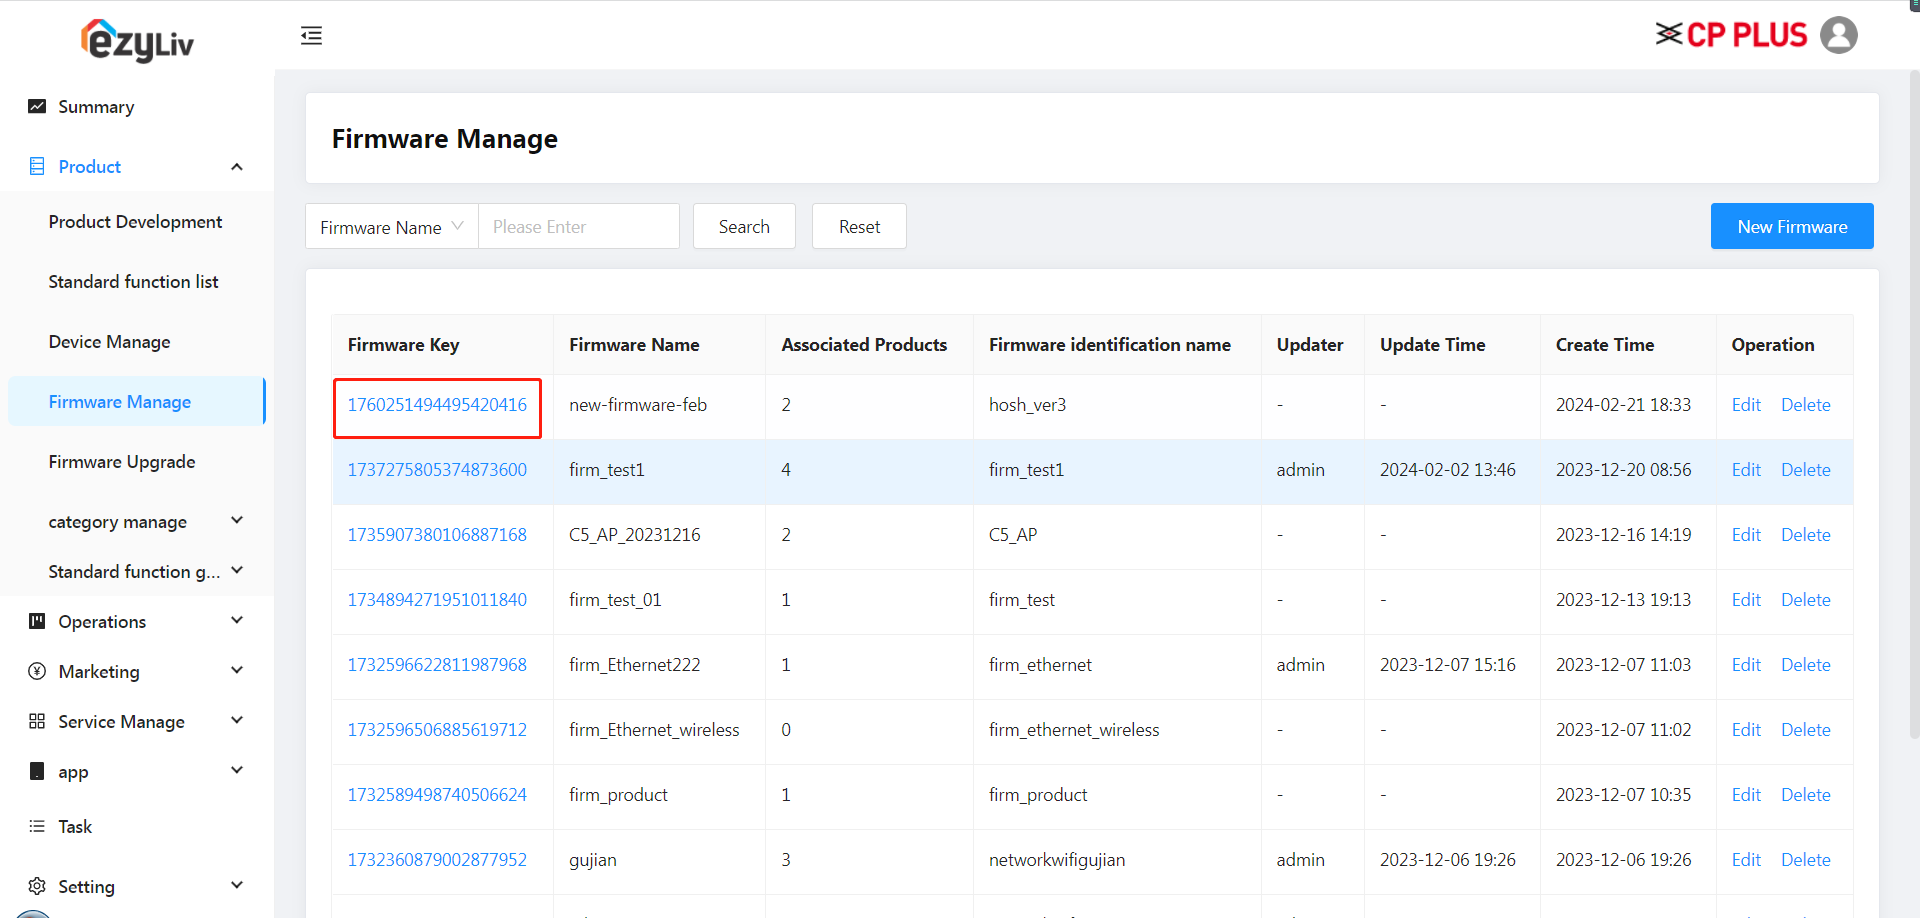 ezyLiv
CP PLUS
Summary
Product
Product Development
Standard function list
Device Manage
Firmware Manage
Firmware Upgrade
category manage
Standard function g...
Operations
Marketing
Service Manage
app
Task
Setting
Firmware Manage
Firmware Name Please Enter Search Reset New Firmware
Firmware Key Firmware Name Associated Products Firmware identification name Updater Update Time Create Time Operation
1760251494495420416 new-firmware-feb 2 hosh_ver3 - - 2024-02-21 18:33 Edit Delete
1737275805374873600 firm_test1 4 firm_test1 admin 2024-02-02 13:46 2023-12-20 08:56 Edit Delete
1735907380106887168 C5_AP_20231216 2 C5_AP - - 2023-12-16 14:19 Edit Delete
1734894271951011840 firm_test_01 1 firm_test - - 2023-12-13 19:13 Edit Delete
1732596622811987968 firm_Ethernet222 1 firm_ethernet admin 2023-12-07 15:16 2023-12-07 11:03 Edit Delete
1732596506885619712 firm_Ethernet_wireless 0 firm_ethernet_wireless - - 2023-12-07 11:02 Edit Delete
1732589498740506624 firm_product 1 firm_product - - 2023-12-07 10:35 Edit Delete
1732360879002877952 gujian 3 networkwifigujian admin 2023-12-06 19:26 2023-12-06 19:26 Edit Delete